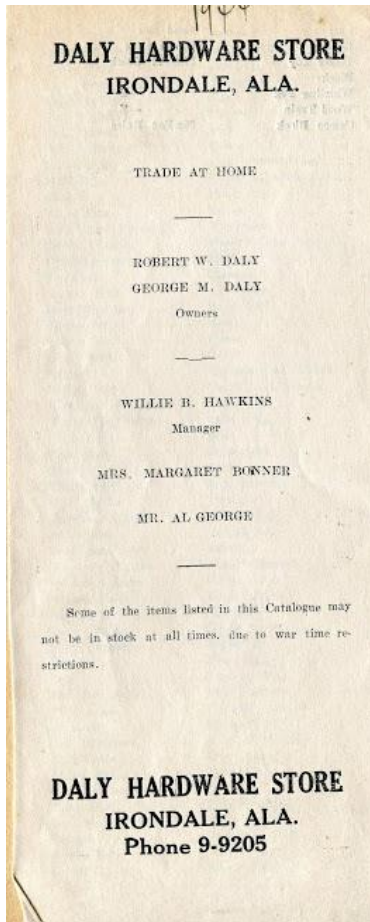 1944
DALY HARDWARE STORE
IRONDALE, ALA.
TRADE AT HOME
ROBERT W. DALY
GEORGE M. DALY
Owners
WILLIE B. HAWKINS
Manager
MRS. MARGARET BONNER
MR. AL GEORGE
Some of the items listed in this Catalogue may
not be in stock at all times, due to war time re-
strictions.
DALY HARDWARE STORE
IRONDALE, ALA.
Phone 9-9205